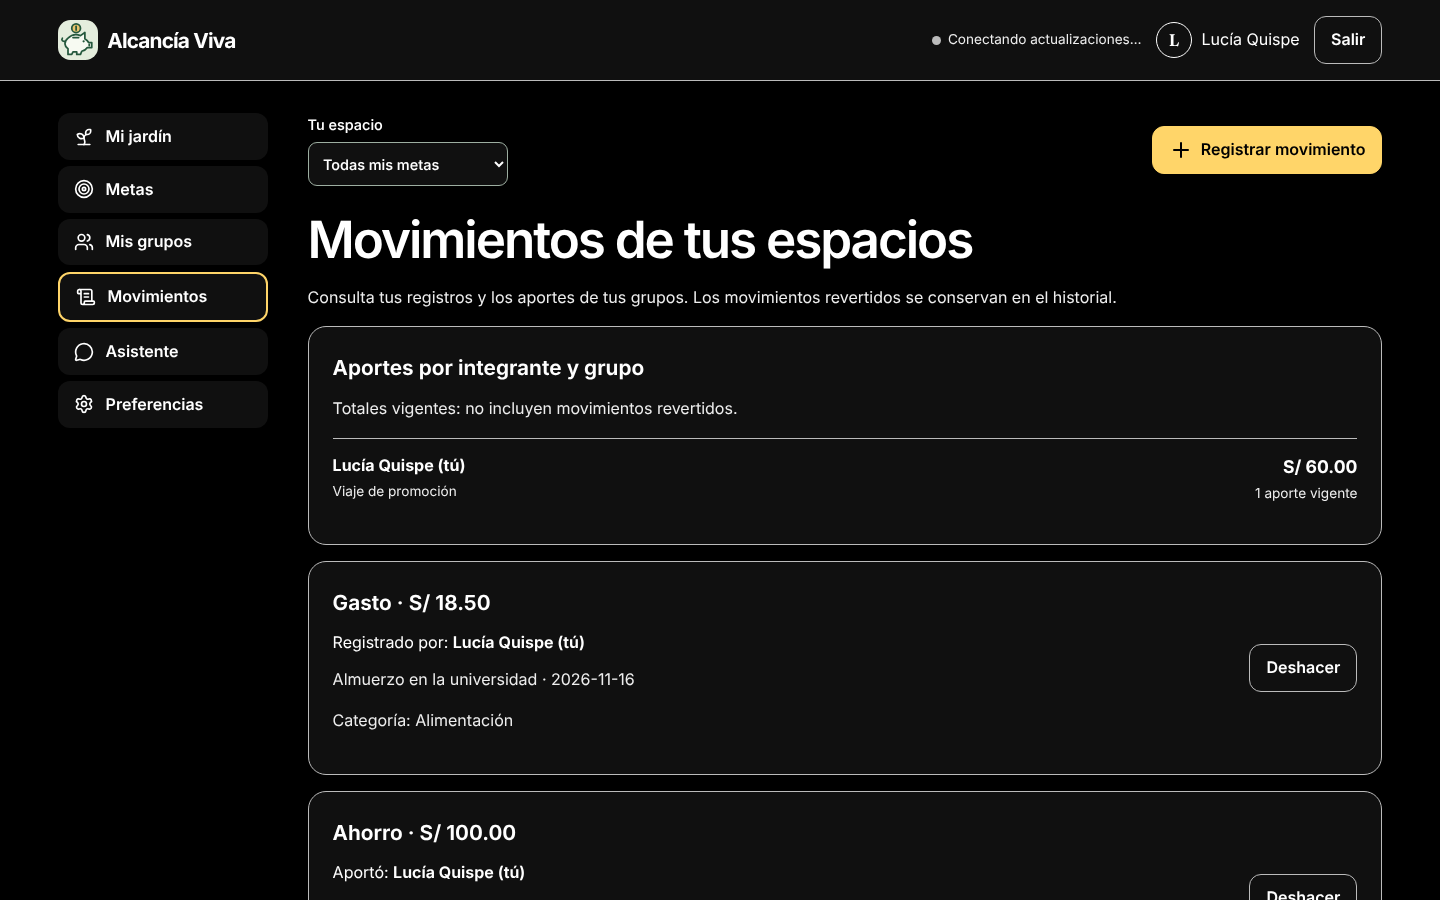 Alcancía Viva
Conectando actualizaciones...
L
Lucía Quispe
Salir
Mi jardín
Metas
Mis grupos
Movimientos
Asistente
Preferencias
Tu espacio
Todas mis metas
Registrar movimiento
Movimientos de tus espacios
Consulta tus registros y los aportes de tus grupos. Los movimientos revertidos se conservan en el historial.
Aportes por integrante y grupo
Totales vigentes: no incluyen movimientos revertidos.
Lucía Quispe (tú)
S/ 60.00
Viaje de promoción
1 aporte vigente
Gasto · S/ 18.50
Registrado por: Lucía Quispe (tú)
Almuerzo en la universidad · 2026-11-16
Categoría: Alimentación
Deshacer
Ahorro · S/ 100.00
Aportó: Lucía Quispe (tú)
Deshacer